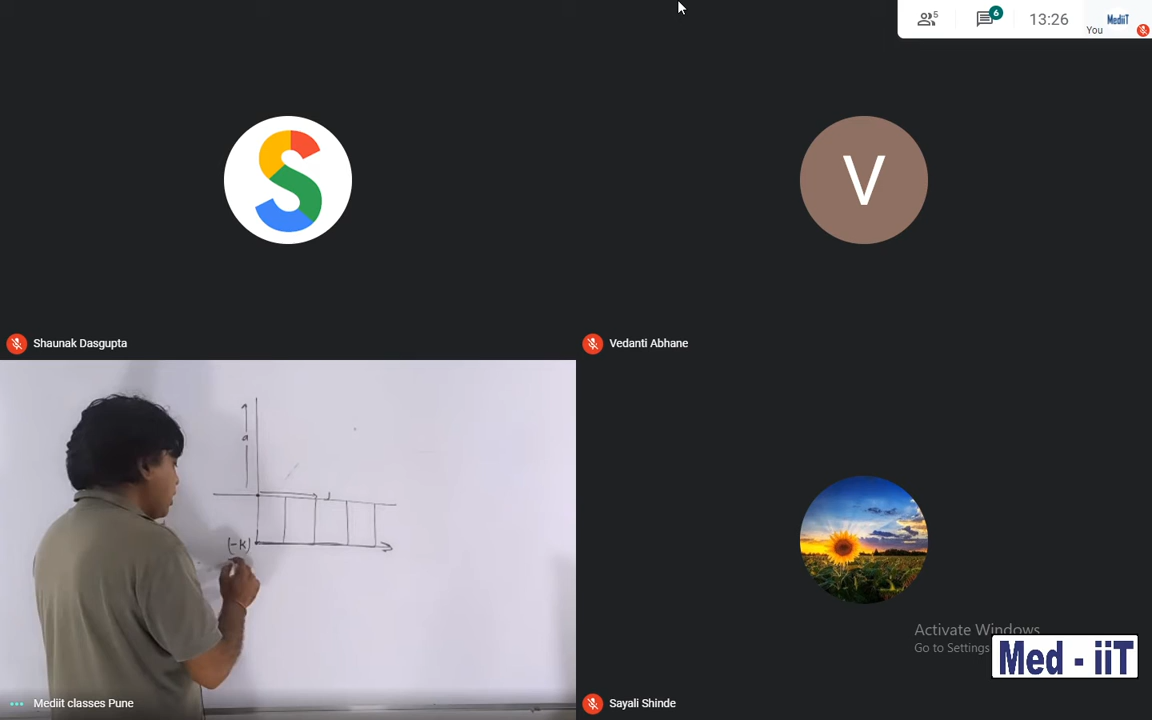 5
6
13:26
MediiT
You
S
V
Shaunak Dasgupta
Vedanti Abhane
a
(-k)
Activate Windows
Go to Settings
Med - iiT
Mediit classes Pune
Sayali Shinde